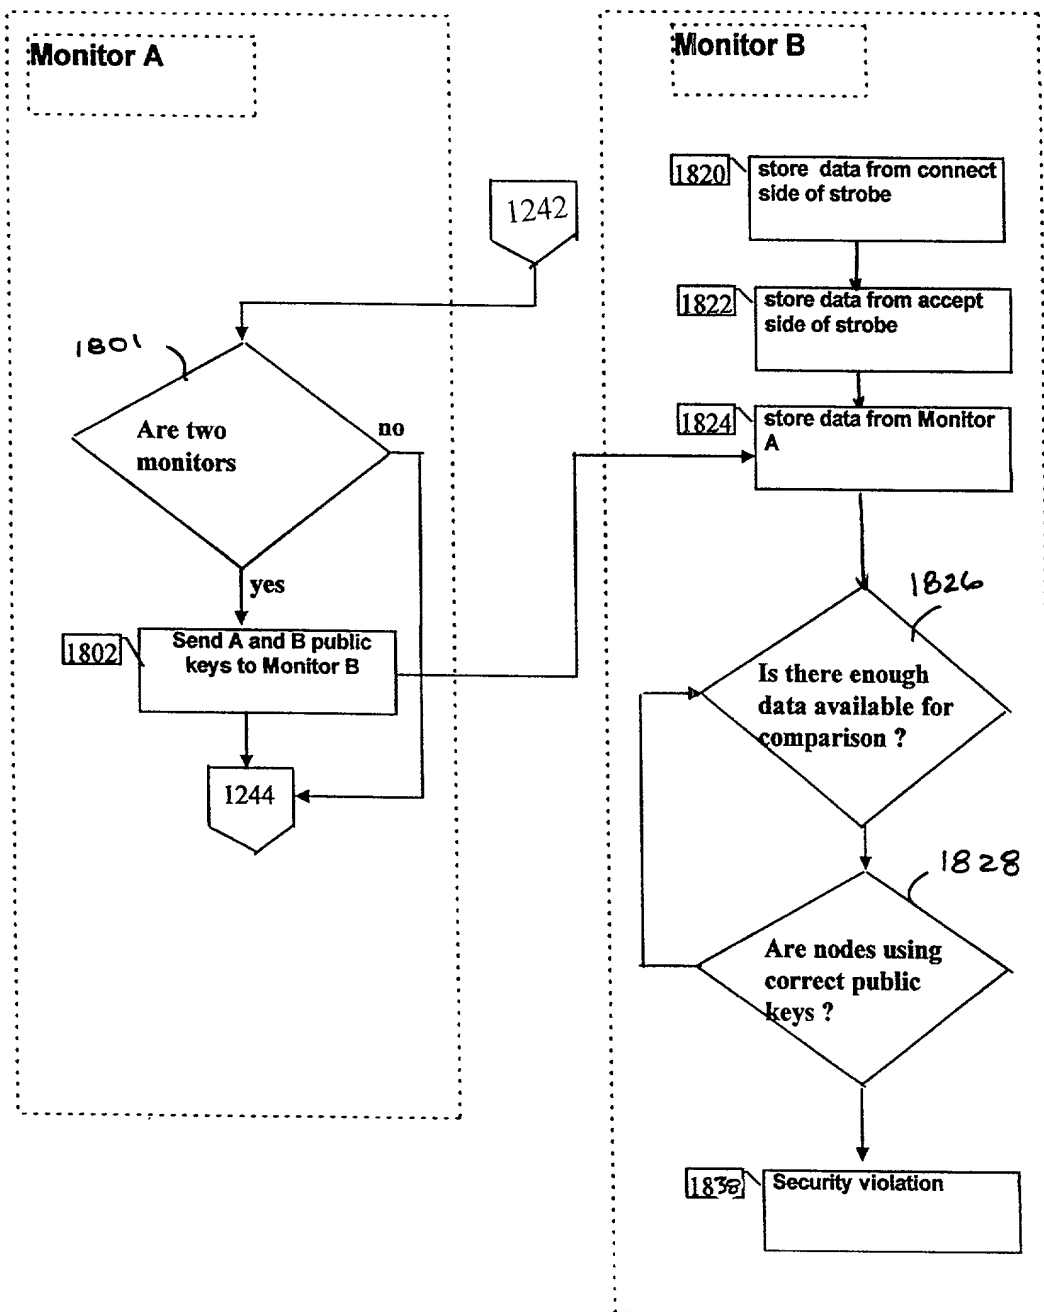 Monitor A
1242
1801
Are two
monitors
no
yes
1802
Send A and B public
keys to Monitor B
1244
Monitor B
1820
store data from connect
side of strobe
1822
store data from accept
side of strobe
1824
store data from Monitor
A
1826
Is there enough
data available for
comparison ?
1828
Are nodes using
correct public
keys ?
1838
Security violation